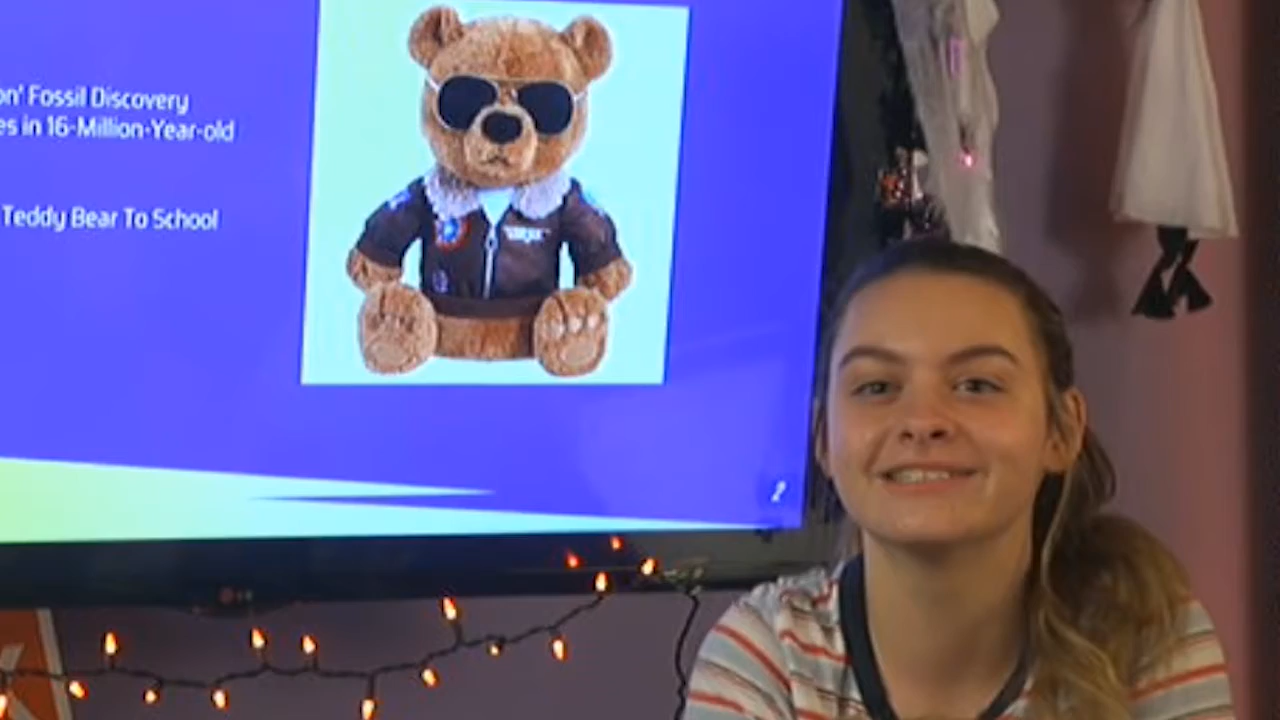 on' Fossil Discovery
es in 16-Million-Year-old
Teddy Bear To School
2